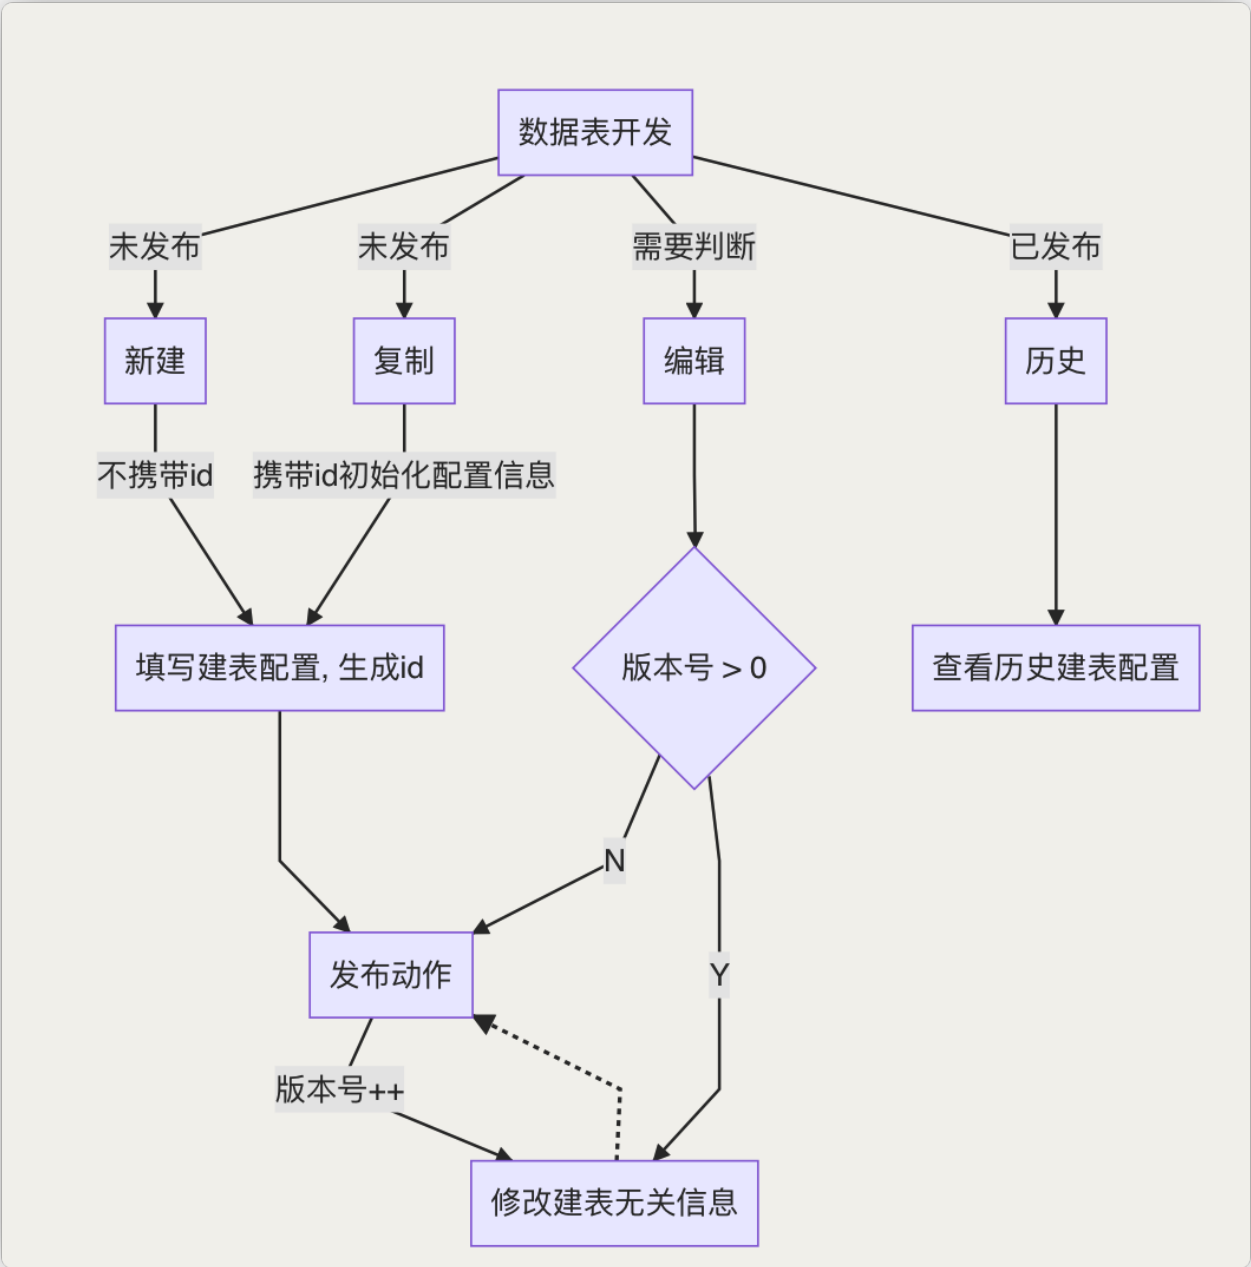 数据表开发
未发布
未发布
需要判断
已发布
新建
复制
编辑
历史
不携带id
携带id初始化配置信息
填写建表配置, 生成id
版本号 > 0
查看历史建表配置
N
发布动作
Y
版本号++
修改建表无关信息